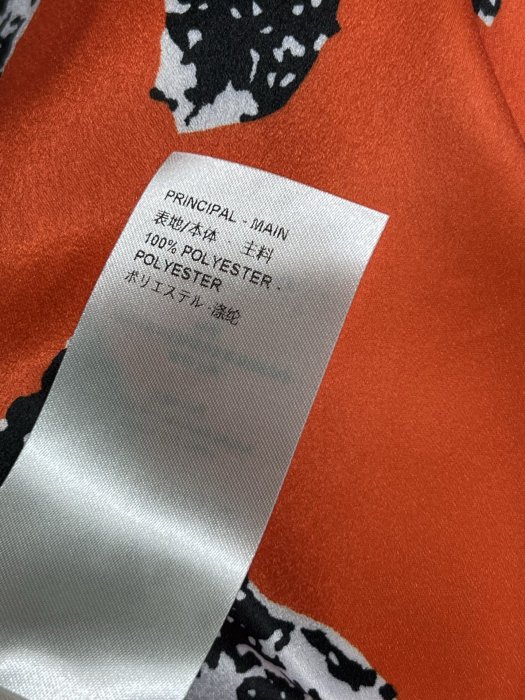 PRINCIPAL - MAIN
表地/本体 · 主料
100% POLYESTER -
POLYESTER
ポリエステル·涤纶